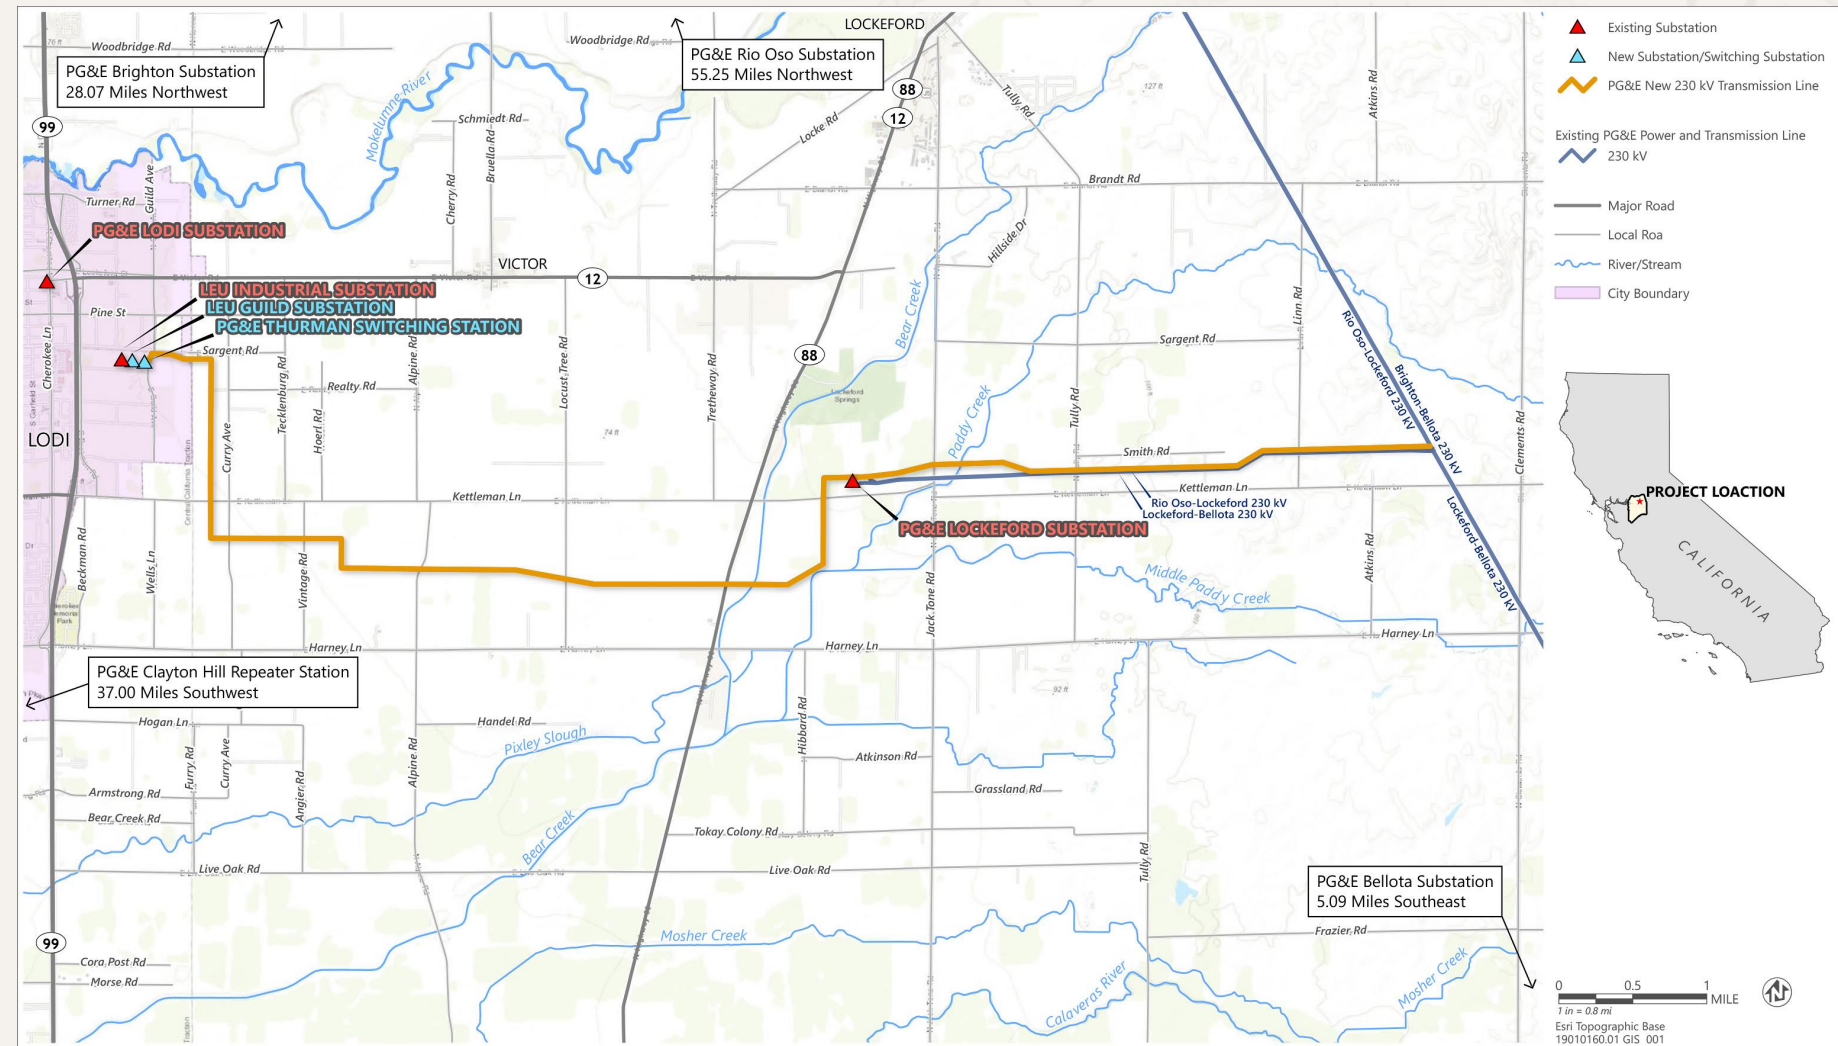 LOCKEFORD
Woodbridge Rd
Woodbridge Rd
PG&E Brighton Substation
28.07 Miles Northwest
PG&E Rio Oso Substation
55.25 Miles Northwest
88
12
99
Mokelumne River
Schmiedt Rd
Bruella Rd
Cherry Rd
Locke Rd
Tully Rd
127 ft
Atkins Rd
Guild Ave
Turner Rd
Brandt Rd
Hillside Dr
PG&E LODI SUBSTATION
VICTOR
12
LEU INDUSTRIAL SUBSTATION
LEU GUILD SUBSTATION
PG&E THURMAN SWITCHING STATION
Pine St
Cherokee Ln
Sargent Rd
Tecklenburg Rd
Realty Rd
Hoerl Rd
Alpine Rd
Locust Tree Rd
Tretheway Rd
88
Bear Creek
Lockeford
Springs
Sargent Rd
Linn Rd
Paddy Creek
Tully Rd
Rio Oso-Lockeford 230 kV
Brighton-Bellota 230 kV
Clements Rd
LODI
Curry Ave
74 ft
Smith Rd
Kettleman Ln
Kettleman Ln
Rio Oso-Lockeford 230 kV
Lockeford-Bellota 230 kV
Lockeford-Bellota 230 kV
PG&E LOCKEFORD SUBSTATION
Beckman Rd
Wells Ln
Vintage Rd
Jack Tone Rd
Middle Paddy Creek
Atkins Rd
Harney Ln
Harney Ln
Harney Ln
PG&E Clayton Hill Repeater Station
37.00 Miles Southwest
92 ft
Hogan Ln
Handel Rd
Pixley Slough
Hibbard Rd
Atkinson Rd
Furry Rd
Curry Ave
Angier Rd
Alpine Rd
Armstrong Rd
Bear Creek Rd
Grassland Rd
Bear Creek
Tokay Colony Rd
Live Oak Rd
Live Oak Rd
Tully Rd
PG&E Bellota Substation
5.09 Miles Southeast
99
Mosher Creek
Frazier Rd
Cora Post Rd
Morse Rd
Calaveras River
Mosher Creek
Existing Substation
New Substation/Switching Substation
PG&E New 230 kV Transmission Line
Existing PG&E Power and Transmission Line
230 kV
Major Road
Local Roa
River/Stream
City Boundary
PROJECT LOACTION
CALIFORNIA
0 0.5 1
MILE
1 in = 0.8 mi
Esri Topographic Base
19010160.01 GIS 001